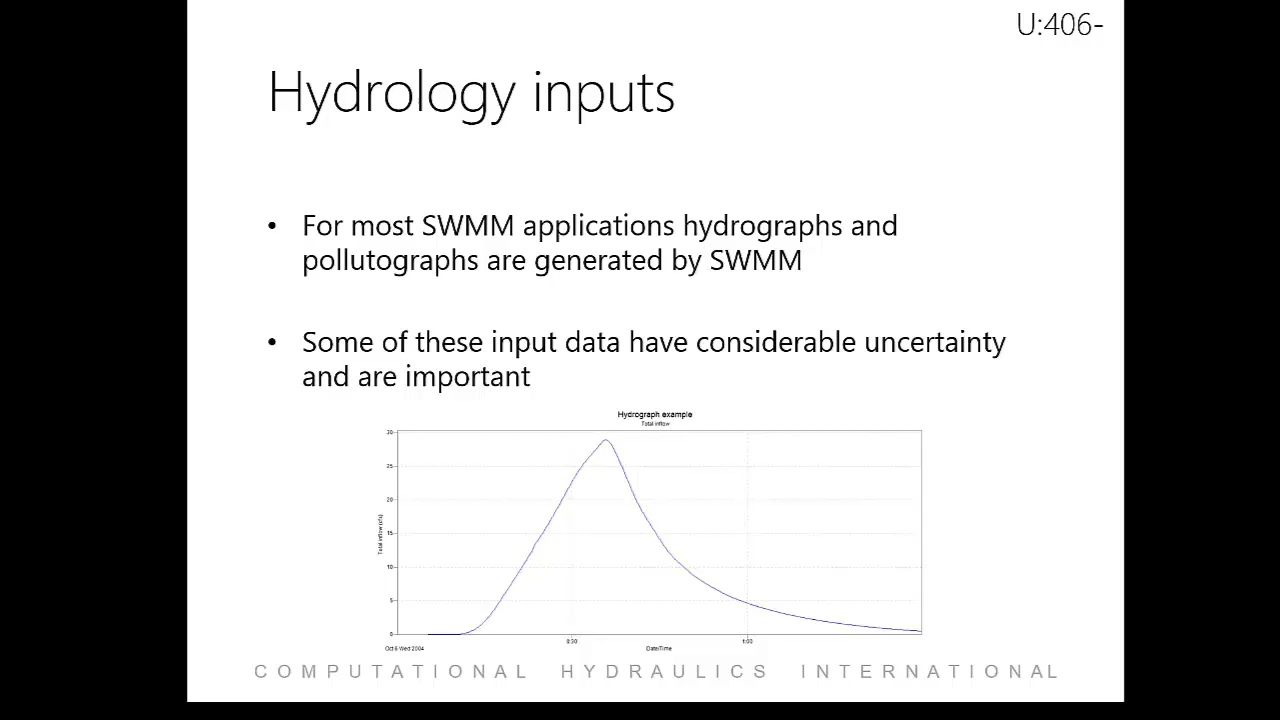 U:406-
Hydrology inputs
• For most SWMM applications hydrographs and
pollutographs are generated by SWMM
• Some of these input data have considerable uncertainty
and are important
Hydrograph example
Total inflow
30
25
20
15
10
5
0
Total inflow (cfs)
0:30
1:00
Oct 6 Wed 2004
Date/Time
COMPUTATIONAL HYDRAULICS INTERNATIONAL